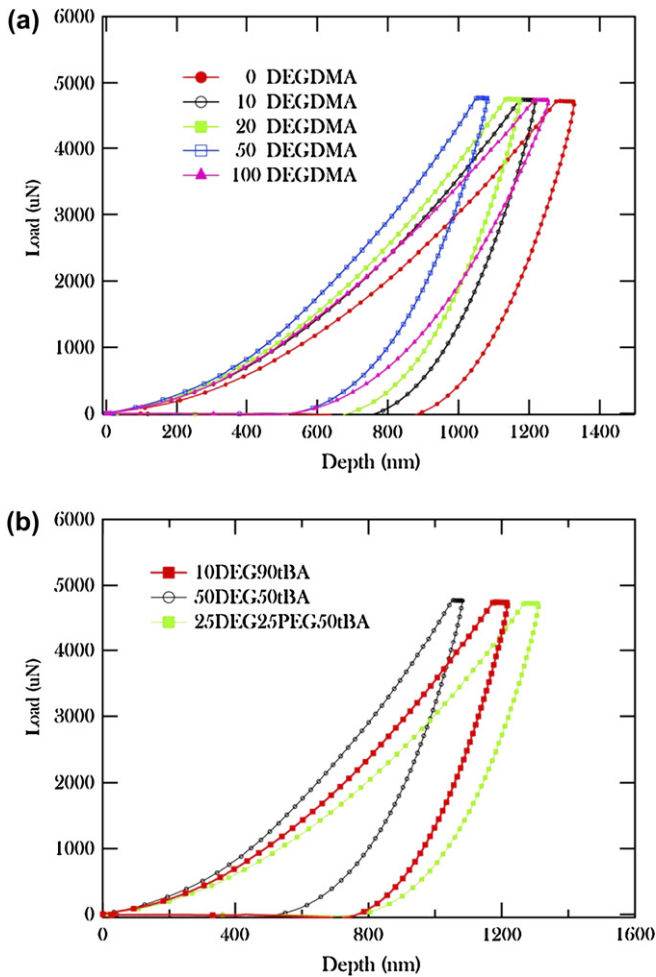 (a)
6000
5000
4000
3000
2000
1000
0
Load (uN)
0 DEGDMA
10 DEGDMA
20 DEGDMA
50 DEGDMA
100 DEGDMA
0 200 400 600 800 1000 1200 1400
Depth (nm)
(b)
6000
5000
4000
3000
2000
1000
0
Load (uN)
10DEG90tBA
50DEG50tBA
25DEG25PEG50tBA
0 400 800 1200 1600
Depth (nm)